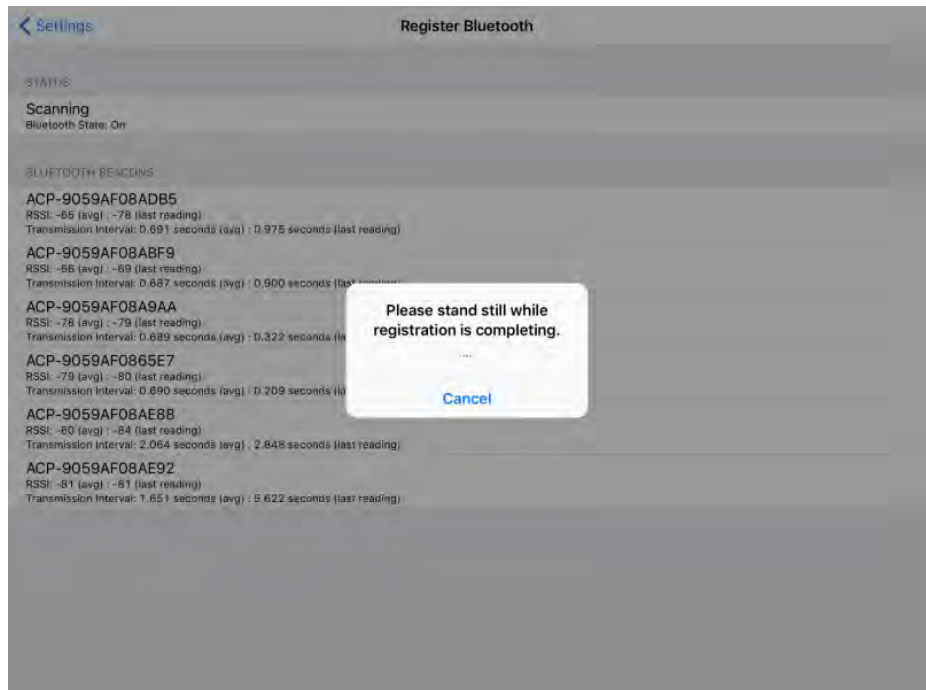 Settings
Register Bluetooth
STATUS
Scanning
Bluetooth State: On
BLUETOOTH BEACONS
ACP-9059AF08ADB5
RSSI: -65 (avg) : -78 (last reading)
Transmission Interval: 0.691 seconds (avg) : 0.975 seconds (last reading)
ACP-9059AF08ABF9
RSSI: -66 (avg) : -69 (last reading)
Transmission Interval: 0.687 seconds (avg) : 0.900 seconds (last reading)
ACP-9059AF08A9AA
RSSI: -78 (avg) : -79 (last reading)
Transmission Interval: 0.689 seconds (avg) : 0.322 seconds
ACP-9059AF0865E7
RSSI: -79 (avg) : -80 (last reading)
Transmission Interval: 0.690 seconds (avg) : 0.209 seconds
ACP-9059AF08AE88
RSSI: -80 (avg) : -84 (last reading)
Transmission Interval: 2.064 seconds (avg) : 2.848 seconds (last reading)
ACP-9059AF08AE92
RSSI: -81 (avg) : -81 (last reading)
Transmission Interval: 1.651 seconds (avg) : 5.622 seconds (last reading)
Please stand still while
registration is completing.
...
Cancel